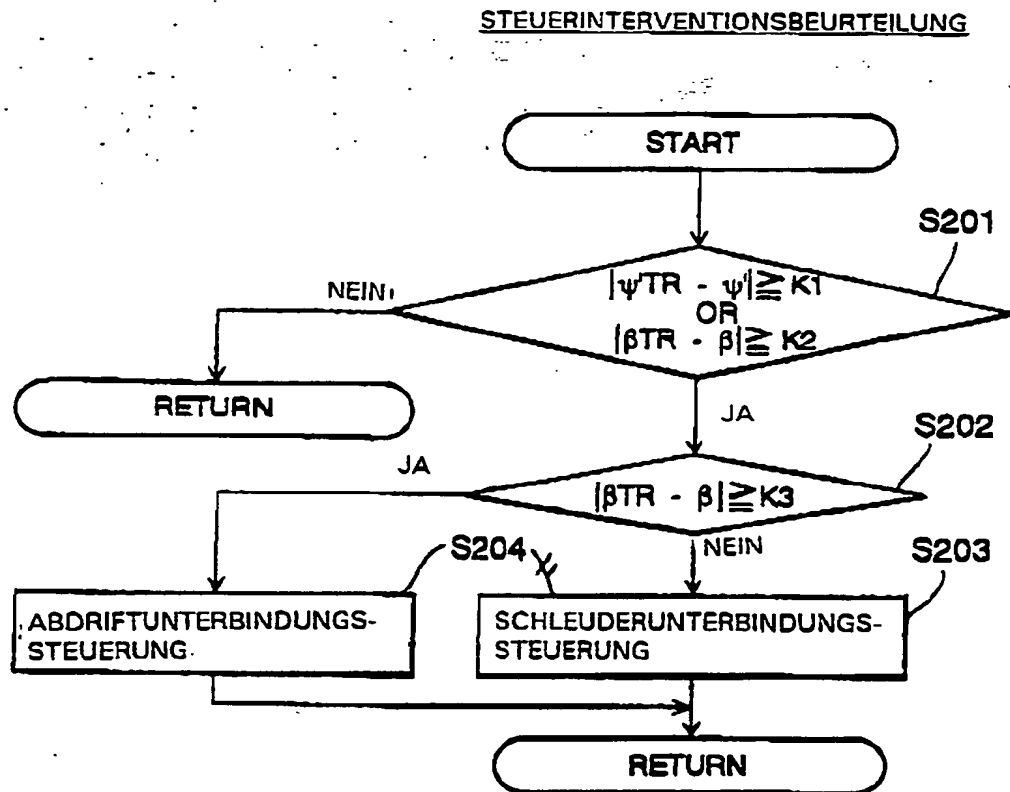 STEUERINTERVENTIONSBEURTEILUNG
START
S201
|ψ'TR - ψ'|≧K1
OR
|βTR - β|≧K2
NEIN
RETURN
JA
S202
|βTR - β|≧K3
JA
NEIN
S204
S203
ABDRIFTUNTERBINDUNGS-
STEUERUNG
SCHLEUDERUNTERBINDUNGS-
STEUERUNG
RETURN